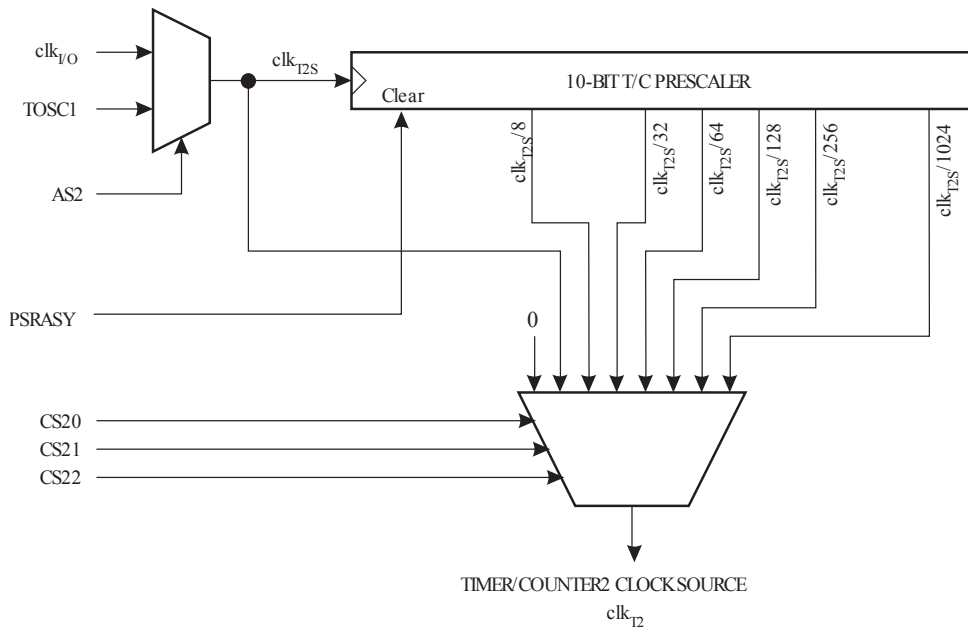 clkI/O
TOSC1
AS2
clkT2S
10-BIT T/C PRESCALER
Clear
clkT2S/8
clkT2S/32
clkT2S/64
clkT2S/128
clkT2S/256
clkT2S/1024
PSRASY
0
CS20
CS21
CS22
TIMER/COUNTER2 CLOCK SOURCE
clkT2